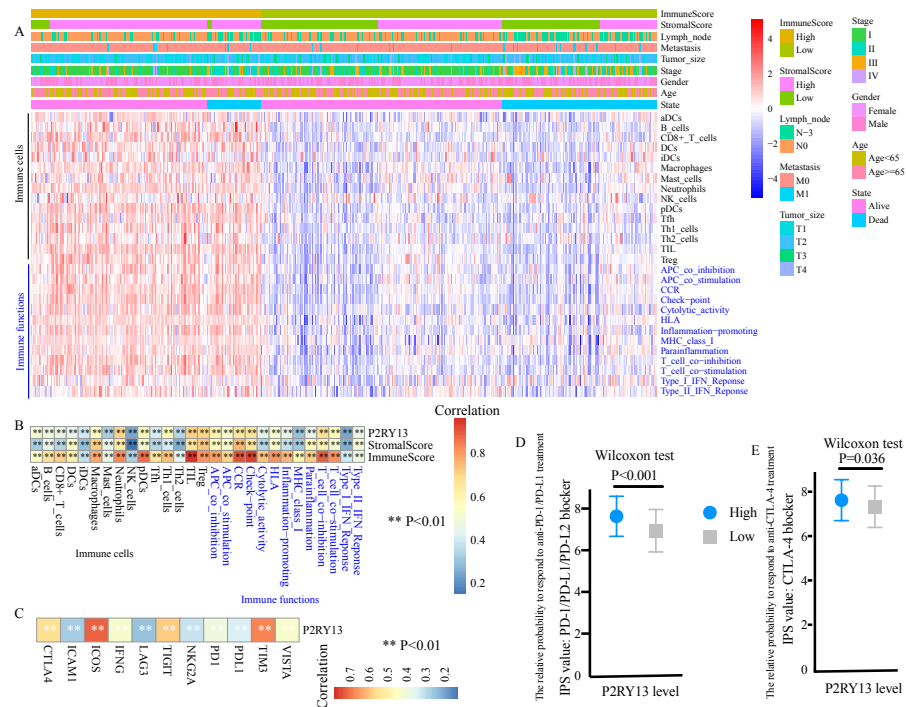 A
ImmuneScore
StromalScore
Lymph_node
Metastasis
Tumor_size
Stage
Gender
Age
State
Immune cells
Immune functions
aDCs
B_cells
CD8+_T_cells
DCs
iDCs
Macrophages
Mast_cells
Neutrophils
NK_cells
pDCs
Tfh
Th1_cells
Th2_cells
TIL
Treg
APC_co_inhibition
APC_co_stimulation
CCR
Check-point
Cytolytic_activity
HLA
Inflammation-promoting
MHC_class_I
Parainflammation
T_cell_co-inhibition
T_cell_co-stimulation
Type_I_IFN_Reponse
Type_II_IFN_Reponse
4
2
0
−2
−4
ImmuneScore
High
Low
StromalScore
High
Low
Lymph_node
N-3
N0
Metastasis
M0
M1
Tumor_size
T1
T2
T3
T4
Stage
I
II
III
IV
Gender
Female
Male
Age
Age<65
Age>=65
State
Alive
Dead
B
P2RY13
StromalScore
ImmuneScore
aDCs
B cells
CD8+ T_cells
DCs
iDCs
Macrophages
Mast_cells
Neutrophils
NK_cells
pDCs
Tfh
Th1_cells
Th2_cells
TIL
Treg
APC_co_inhibition
APC_co_stimulation
CCR
Check-point
Cytolytic_activity
HLA
Inflammation-promoting
MHC_class_I
Parainflammation
T_cell_co-inhibition
T_cell_co-stimulation
Type_I_IFN_Reponse
Type_II_IFN_Reponse
Immune cells
Immune functions
** P<0.01
Correlation
0.8
0.6
0.4
0.2
C
** ** ** ** ** ** ** ** ** ** **
P2RY13
CTLA4
ICAM1
ICOS
IFNG
LAG3
TIGIT
NKG2A
PD1
PDL1
TIM3
VISTA
** P<0.01
Correlation
0.7
0.6
0.5
0.4
0.3
0.2
D
Wilcoxon test
P<0.001
The relative probability to respond to anti-PD-1/PD-L1 treatment
IPS value: PD-1/PD-L1/PD-L2 blocker
8
6
4
2
0
P2RY13 level
High
Low
E
Wilcoxon test
P=0.036
The relative probability to respond to anti-CTLA-4 treatment
IPS value: CTLA-4 blocker
8
6
4
2
0
P2RY13 level